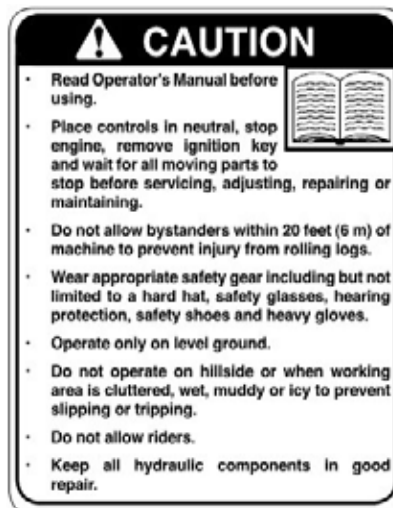 CAUTION
· Read Operator's Manual before
using.
· Place controls in neutral, stop
engine, remove ignition key
and wait for all moving parts to
stop before servicing, adjusting, repairing or
maintaining.
· Do not allow bystanders within 20 feet (6 m) of
machine to prevent injury from rolling logs.
· Wear appropriate safety gear including but not
limited to a hard hat, safety glasses, hearing
protection, safety shoes and heavy gloves.
· Operate only on level ground.
· Do not operate on hillside or when working
area is cluttered, wet, muddy or icy to prevent
slipping or tripping.
· Do not allow riders.
· Keep all hydraulic components in good
repair.